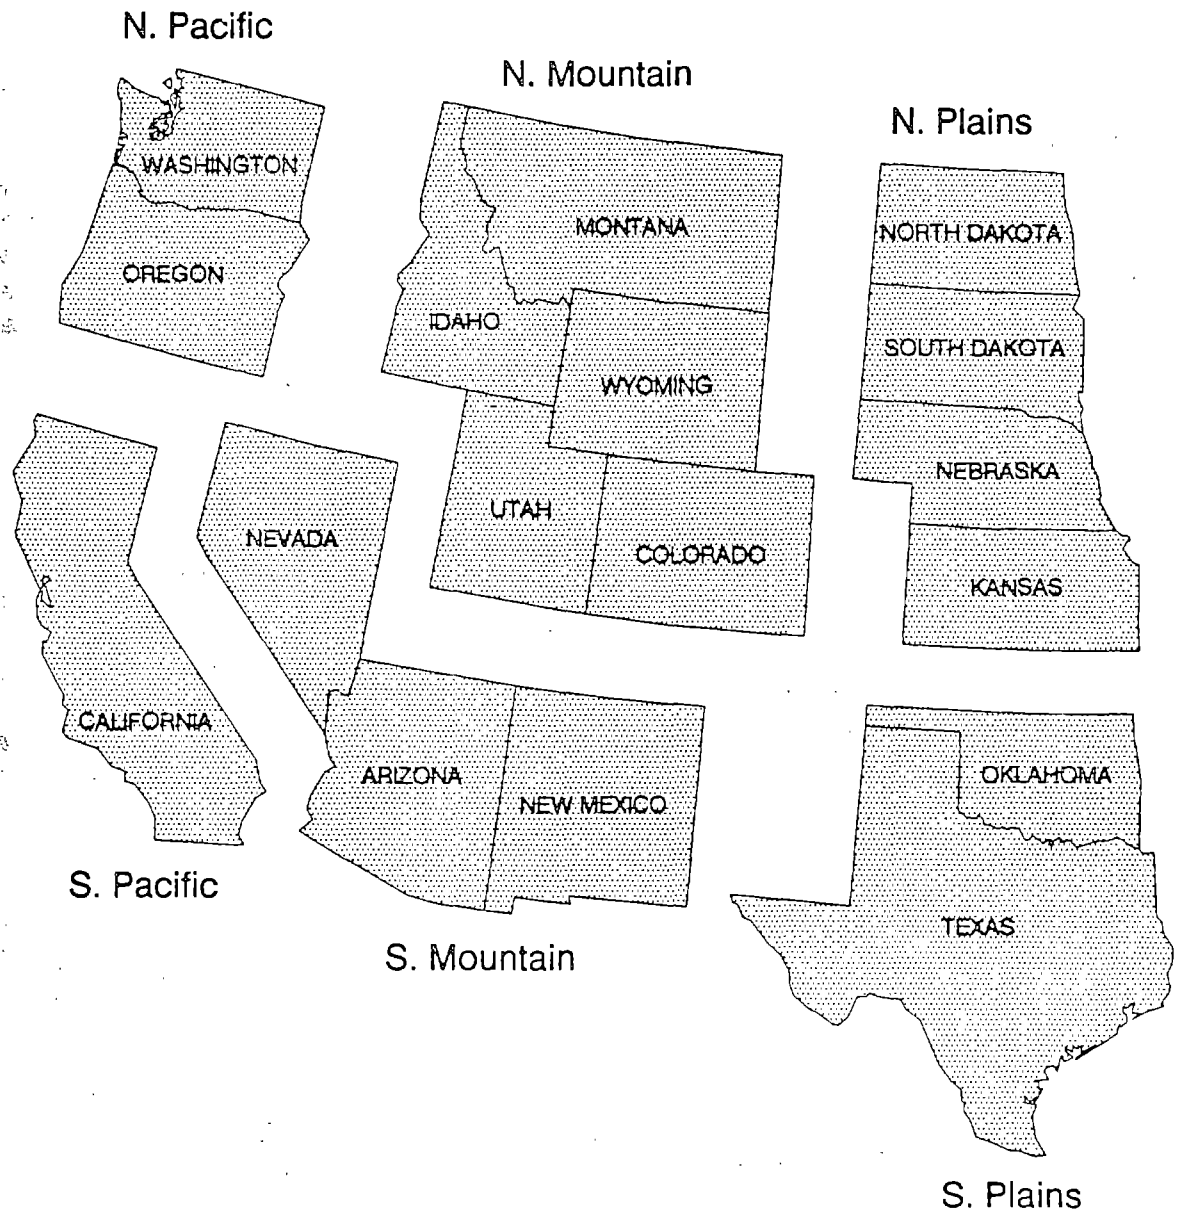 N. Pacific
N. Mountain
N. Plains
WASHINGTON
MONTANA
NORTH DAKOTA
OREGON
IDAHO
SOUTH DAKOTA
WYOMING
NEBRASKA
UTAH
NEVADA
COLORADO
KANSAS
CALIFORNIA
ARIZONA
OKLAHOMA
NEW MEXICO
S. Pacific
TEXAS
S. Mountain
S. Plains